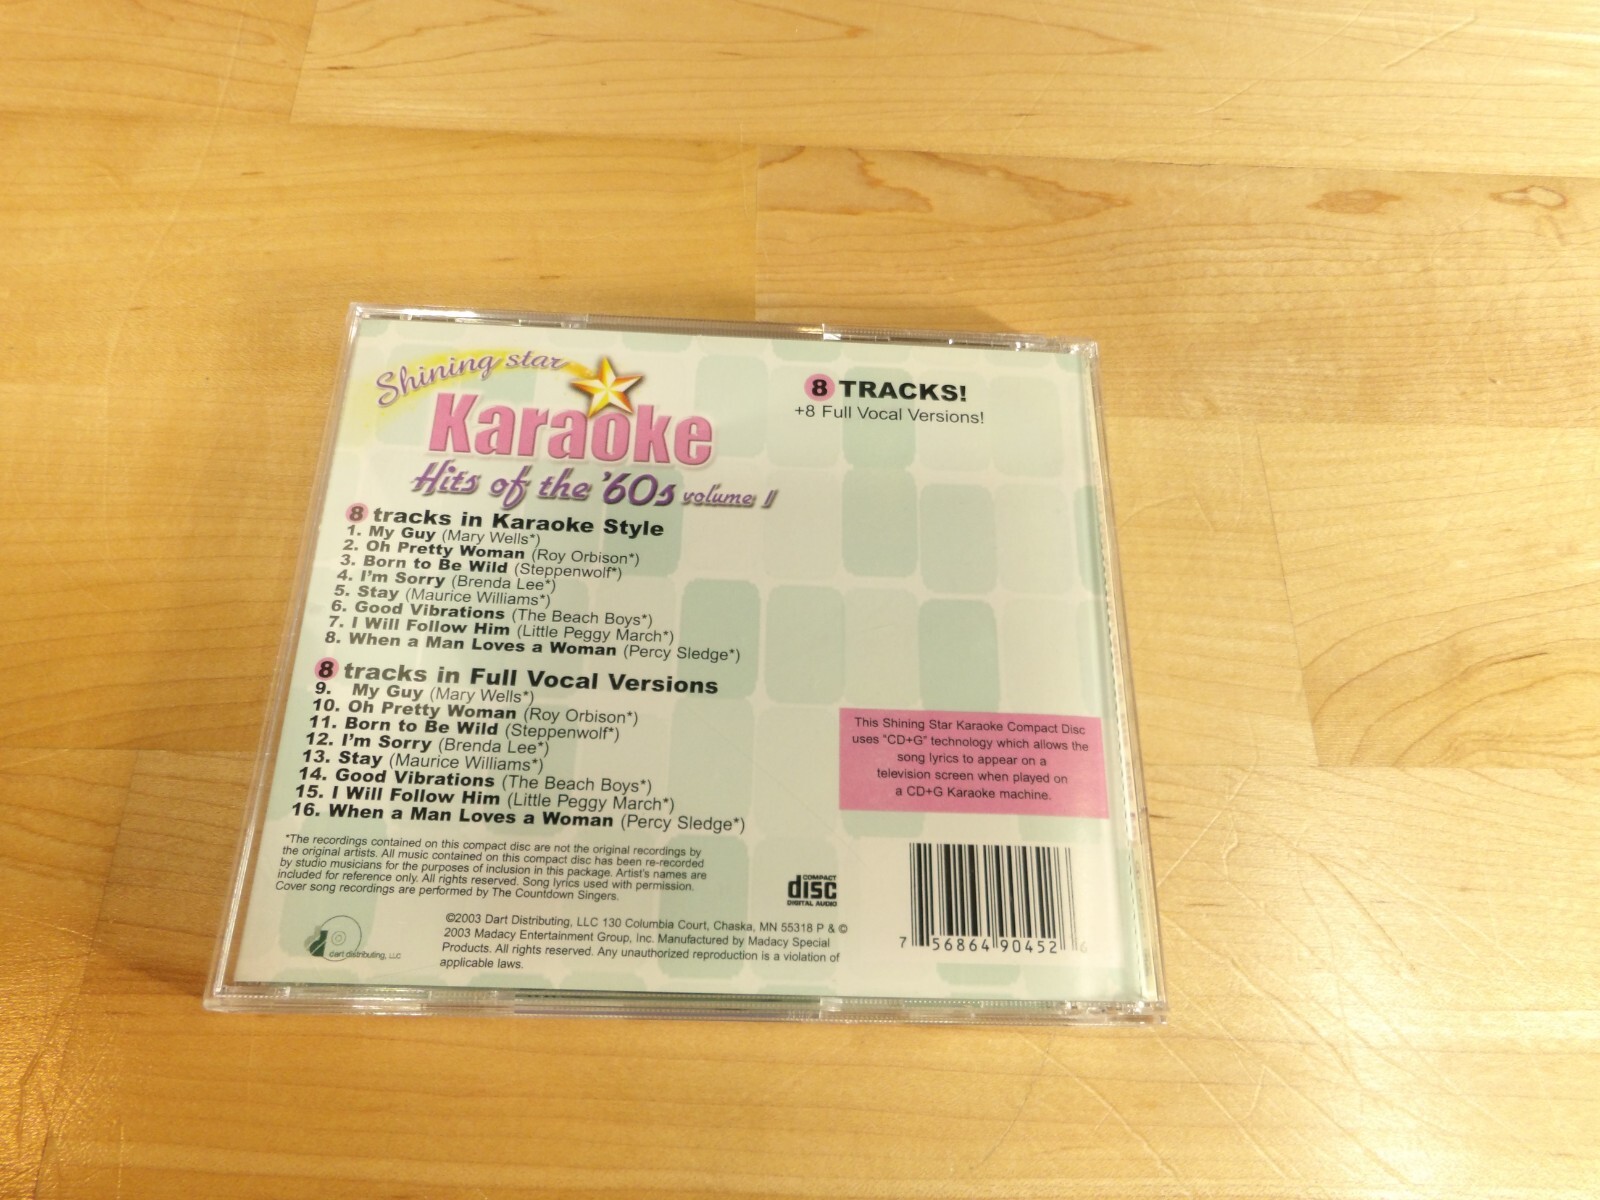 Shining star
Karaoke
Hits of the '60s volume II
8 TRACKS!
+8 Full Vocal Versions!
8 tracks in Karaoke Style
1. My Guy (Mary Wells*)
2. Oh Pretty Woman (Roy Orbison*)
3. Born to Be Wild (Steppenwolf*)
4. I'm Sorry (Brenda Lee*)
5. Stay (Maurice Williams*)
6. Good Vibrations (The Beach Boys*)
7. I Will Follow Him (Little Peggy March*)
8. When a Man Loves a Woman (Percy Sledge*)
8 tracks in Full Vocal Versions
9. My Guy (Mary Wells*)
10. Oh Pretty Woman (Roy Orbison*)
11. Born to Be Wild (Steppenwolf*)
12. I'm Sorry (Brenda Lee*)
13. Stay (Maurice Williams*)
14. Good Vibrations (The Beach Boys*)
15. I Will Follow Him (Little Peggy March*)
16. When a Man Loves a Woman (Percy Sledge*)
This Shining Star Karaoke Compact Disc
uses "CD+G" technology which allows the
song lyrics to appear on a
television screen when played on
a CD+G Karaoke machine.
*The recordings contained on this compact disc are not the original recordings by
the original artists. All music contained on this compact disc has been re-recorded
by studio musicians for the purposes of inclusion in this package. Artist's names are
included for reference only. All rights reserved. Song lyrics used with permission.
Cover song recordings are performed by The Countdown Singers.
COMPACT
disc
DIGITAL AUDIO
dart distributing, LLC
©2003 Dart Distributing, LLC 130 Columbia Court, Chaska, MN 55318 P & ©
2003 Madacy Entertainment Group, Inc. Manufactured by Madacy Special
Products. All rights reserved. Any unauthorized reproduction is a violation of
applicable laws.
7 56864 90452 6